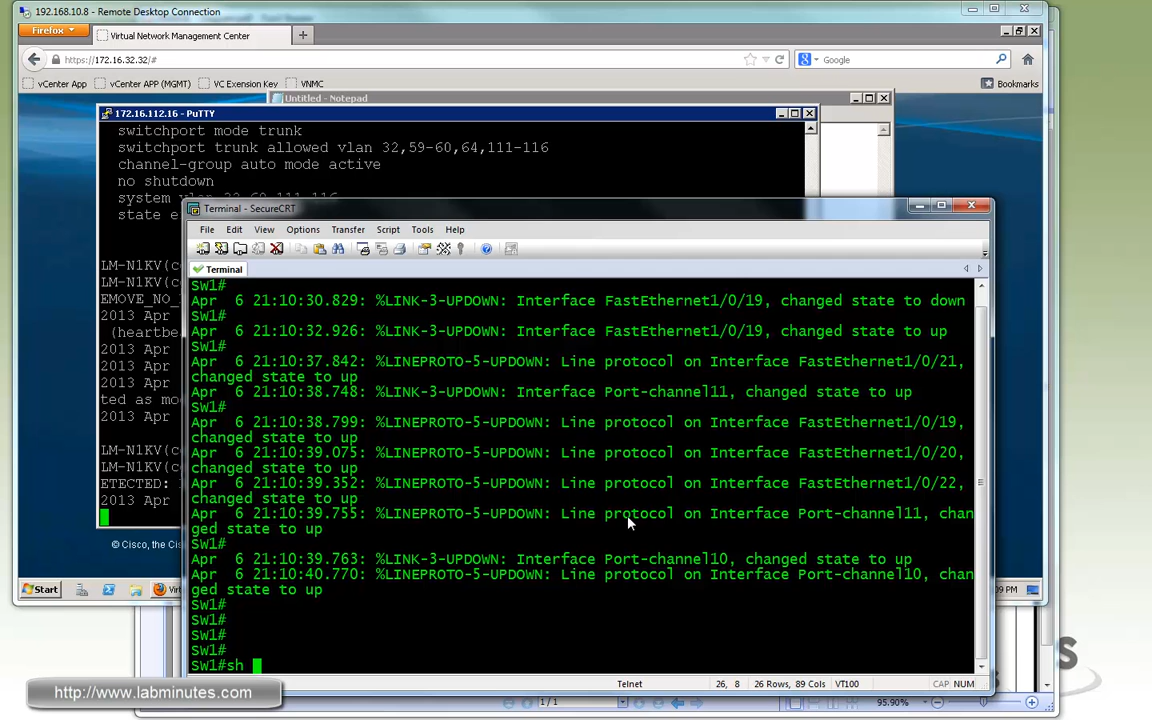 192.168.10.8 - Remote Desktop Connection
Firefox
Virtual Network Management Center
https://172.16.32.32/#
Google
vCenter App
vCenter APP (MGMT)
VC Exension Key
VNMC
Bookmarks
Untitled - Notepad
172.16.112.16 - PuTTY
switchport mode trunk
switchport trunk allowed vlan 32,59-60,64,111-116
channel-group auto mode active
no shutdown
system vlan 32,60,111-116
state e
LM-N1KV(c
LM-N1KV(c
EMOVE_NO_
2013 Apr
(heartbe
2013 Apr
2013 Apr
2013 Apr
ted as mo
2013 Apr
LM-N1KV(c
LM-N1KV(c
ETECTED:
2013 Apr
© Cisco, the Cis
Start
Terminal - SecureCRT
File Edit View Options Transfer Script Tools Help
Terminal
SW1#
Apr  6 21:10:30.829: %LINK-3-UPDOWN: Interface FastEthernet1/0/19, changed state to down
SW1#
Apr  6 21:10:32.926: %LINK-3-UPDOWN: Interface FastEthernet1/0/19, changed state to up
SW1#
Apr  6 21:10:37.842: %LINEPROTO-5-UPDOWN: Line protocol on Interface FastEthernet1/0/21,
changed state to up
Apr  6 21:10:38.748: %LINK-3-UPDOWN: Interface Port-channel11, changed state to up
SW1#
Apr  6 21:10:38.799: %LINEPROTO-5-UPDOWN: Line protocol on Interface FastEthernet1/0/19,
changed state to up
Apr  6 21:10:39.075: %LINEPROTO-5-UPDOWN: Line protocol on Interface FastEthernet1/0/20,
changed state to up
Apr  6 21:10:39.352: %LINEPROTO-5-UPDOWN: Line protocol on Interface FastEthernet1/0/22,
changed state to up
Apr  6 21:10:39.755: %LINEPROTO-5-UPDOWN: Line protocol on Interface Port-channel11, chan
ged state to up
SW1#
Apr  6 21:10:39.763: %LINK-3-UPDOWN: Interface Port-channel10, changed state to up
Apr  6 21:10:40.770: %LINEPROTO-5-UPDOWN: Line protocol on Interface Port-channel10, chan
ged state to up
SW1#
SW1#
SW1#
SW1#
SW1#sh
Telnet 26, 8 26 Rows, 89 Cols VT100 CAP NUM
09 PM
http://www.labminutes.com
1/1
95.90%
S